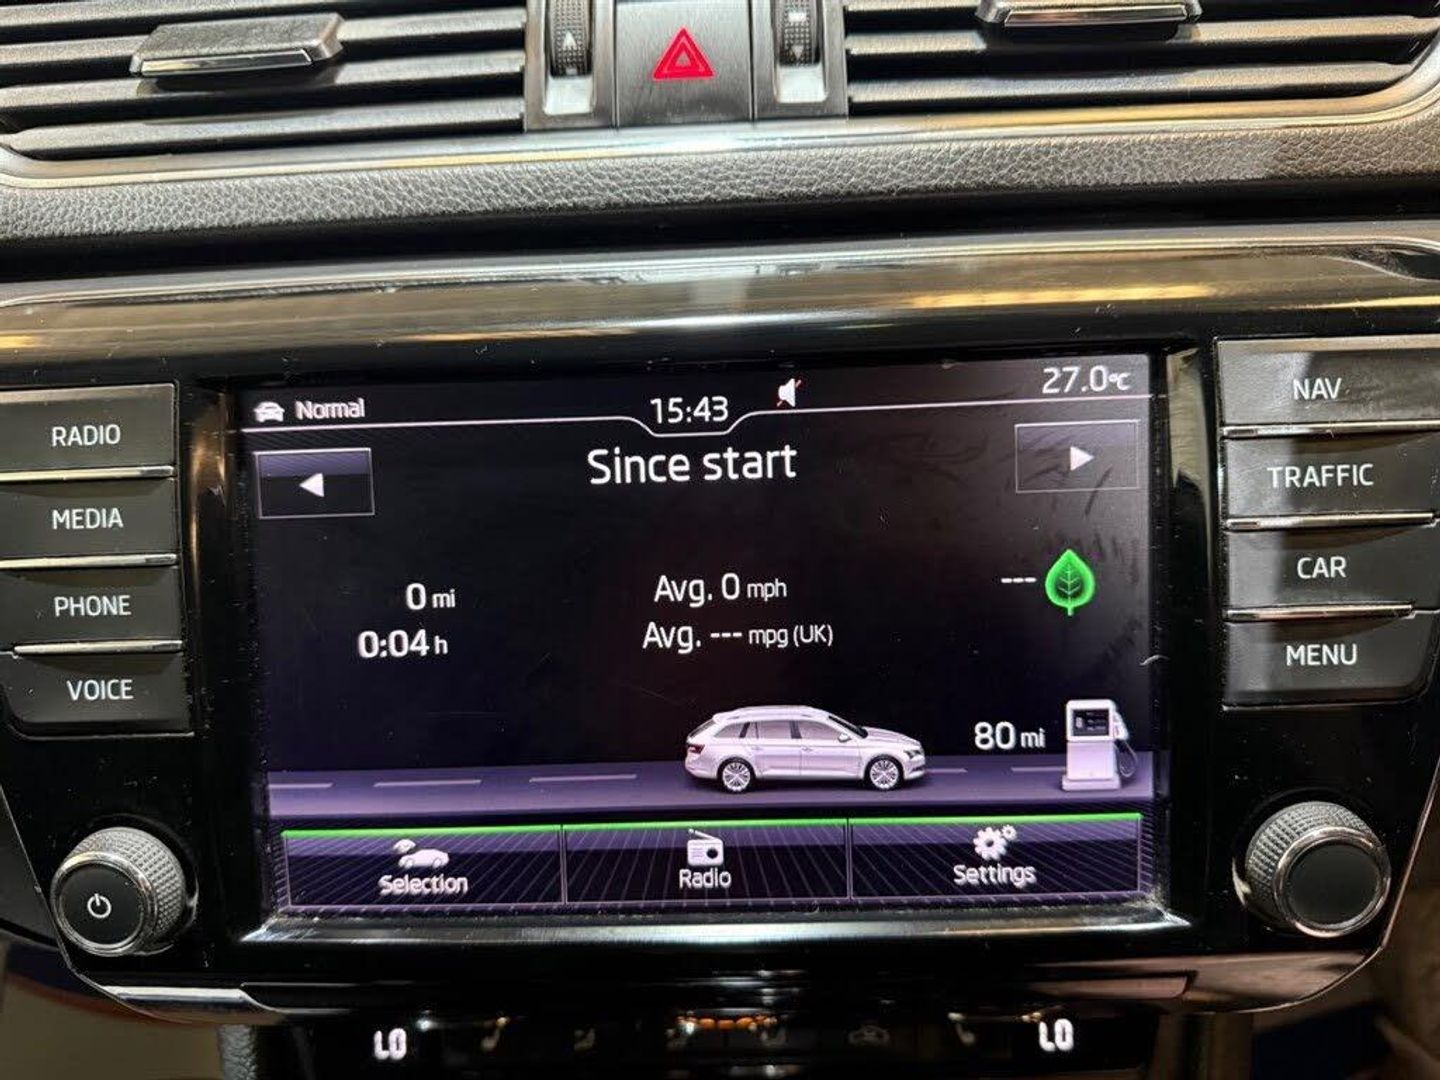 Normal
15:43
27.0°C
Since start
RADIO
MEDIA
PHONE
VOICE
NAV
TRAFFIC
CAR
MENU
0 mi
0:04 h
Avg. 0 mph
Avg. --- mpg (UK)
---
80 mi
Selection
Radio
Settings
LO
LO